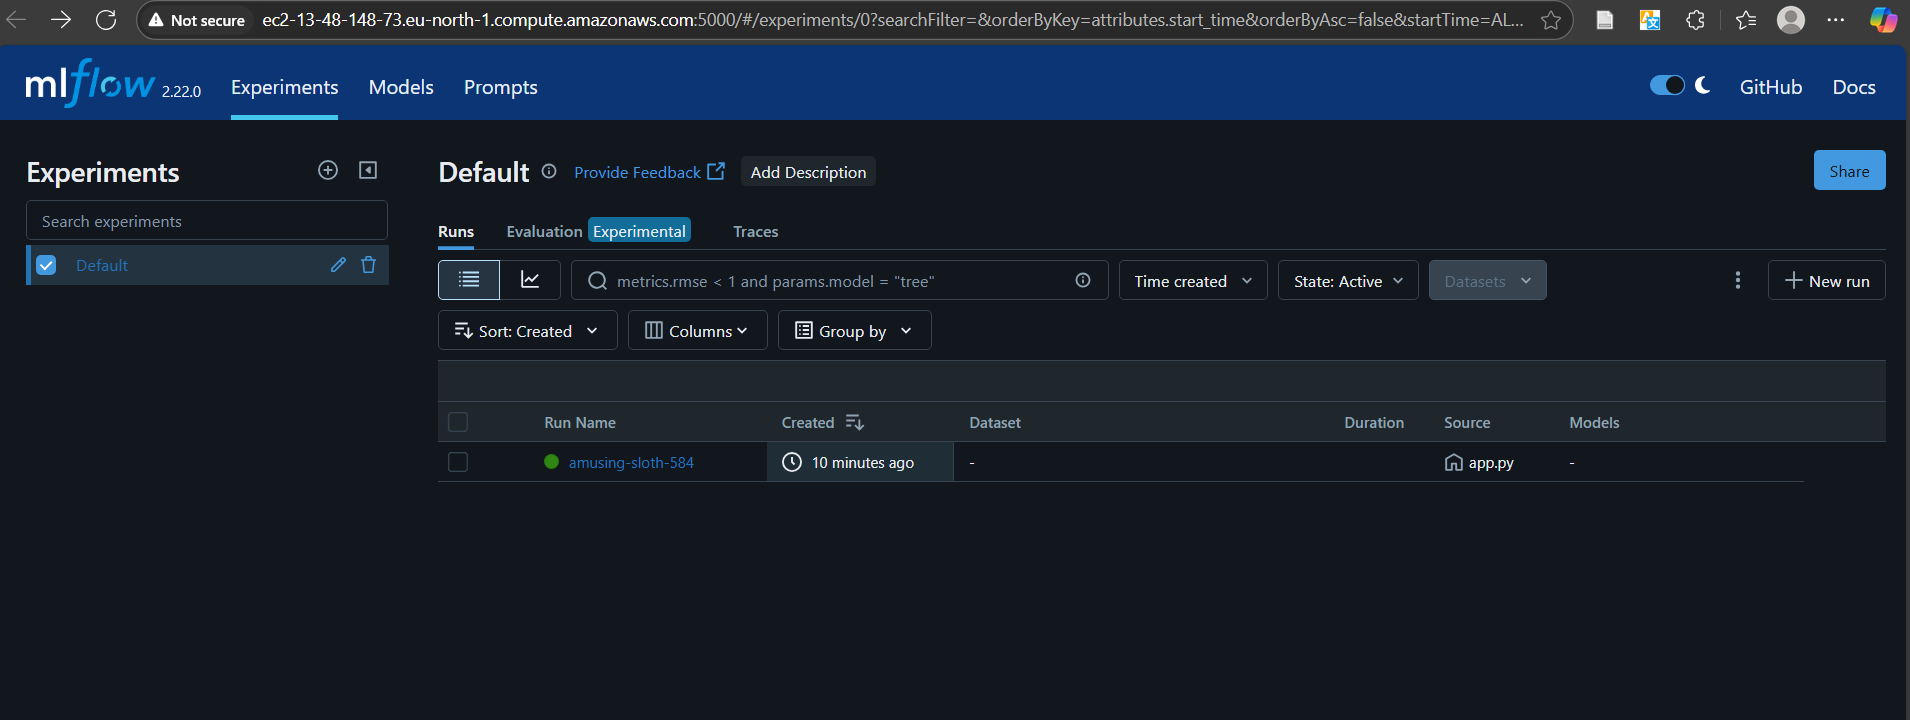 Not secure ec2-13-48-148-73.eu-north-1.compute.amazonaws.com:5000/#/experiments/0?searchFilter=&orderByKey=attributes.start_time&orderByAsc=false&startTime=AL...
mlflow 2.22.0 Experiments Models Prompts GitHub Docs
Experiments
Default Provide Feedback Add Description Share
Search experiments
Default
Runs Evaluation Experimental Traces
metrics.rmse < 1 and params.model = "tree" Time created State: Active Datasets New run
Sort: Created Columns Group by
Run Name Created Dataset Duration Source Models
amusing-sloth-584 10 minutes ago - app.py -